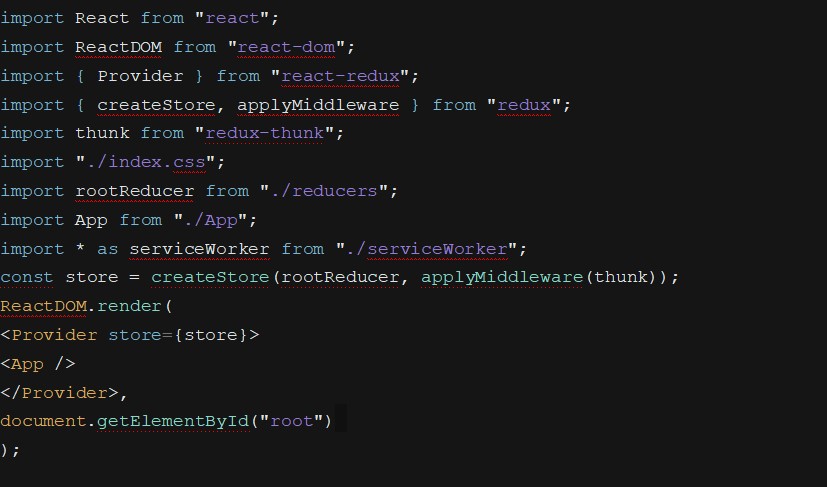 import React from "react";
import ReactDOM from "react-dom";
import { Provider } from "react-redux";
import { createStore, applyMiddleware } from "redux";
import thunk from "redux-thunk";
import "./index.css";
import rootReducer from "./reducers";
import App from "./App";
import * as serviceWorker from "./serviceWorker";
const store = createStore(rootReducer, applyMiddleware(thunk));
ReactDOM.render(
<Provider store={store}>
<App />
</Provider>,
document.getElementById("root")
);